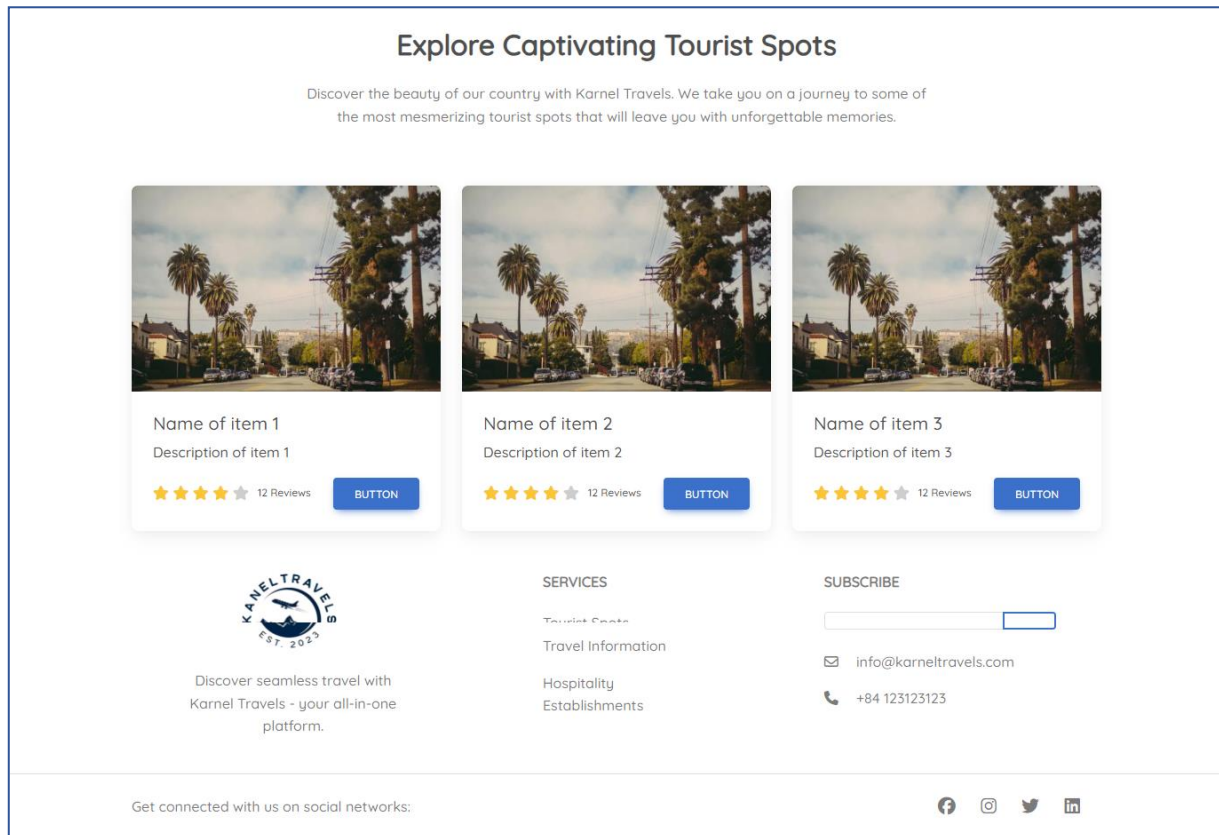 Explore Captivating Tourist Spots
Discover the beauty of our country with Karnel Travels. We take you on a journey to some of
the most mesmerizing tourist spots that will leave you with unforgettable memories.
Name of item 1
Description of item 1
12 Reviews
BUTTON
Name of item 2
Description of item 2
12 Reviews
BUTTON
Name of item 3
Description of item 3
12 Reviews
BUTTON
KANELTRAVELS
EST. 2023
Discover seamless travel with
Karnel Travels - your all-in-one
platform.
SERVICES
Tourist Spots
Travel Information
Hospitality
Establishments
SUBSCRIBE
info@karneltravels.com
+84 123123123
Get connected with us on social networks: